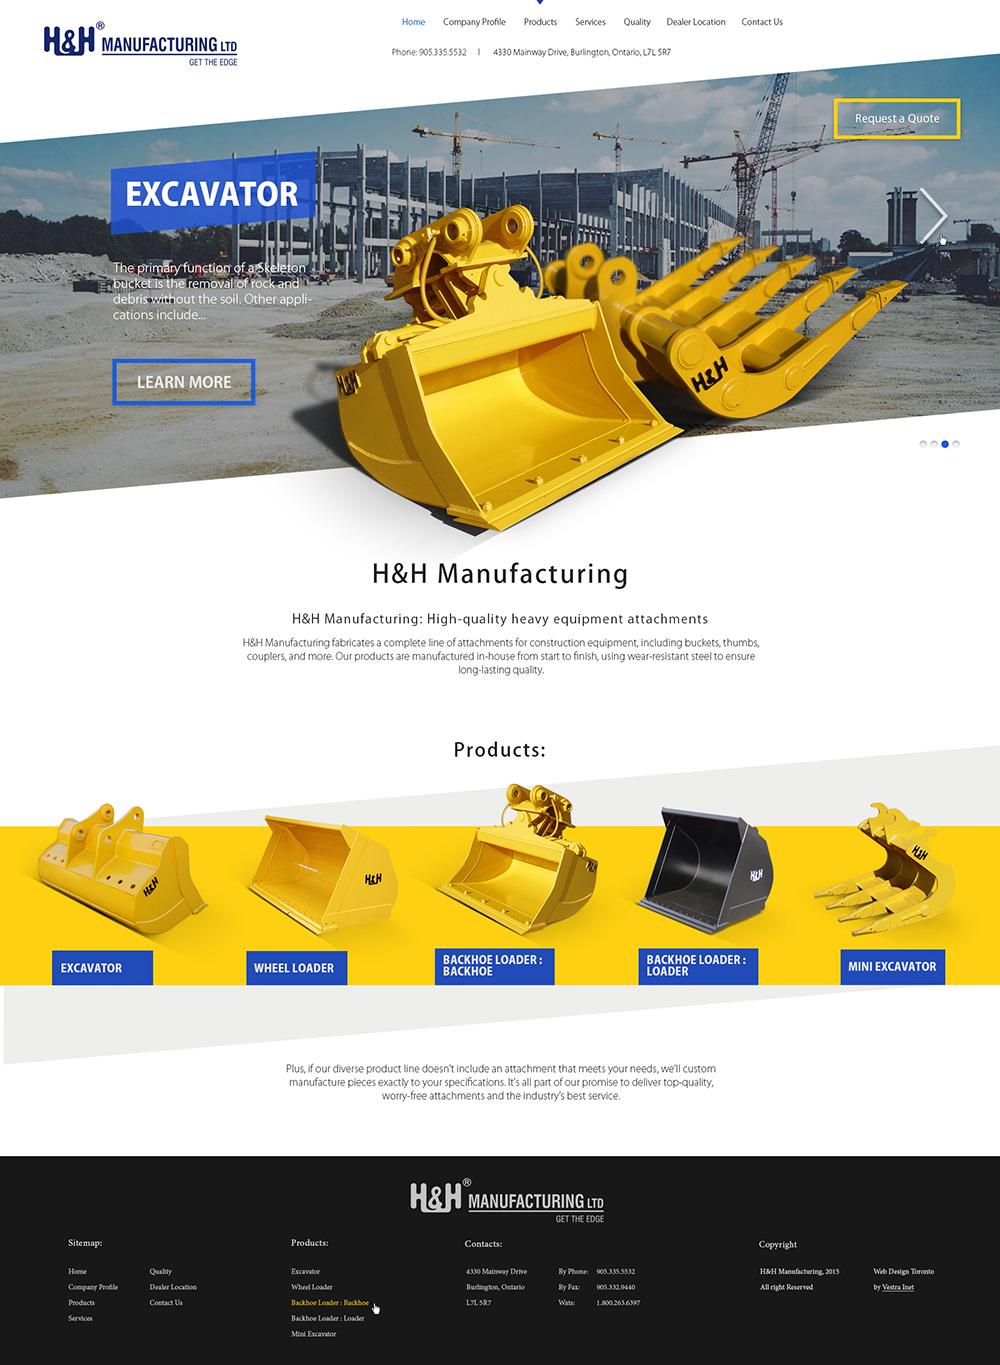 H&H® MANUFACTURING LTD
GET THE EDGE
Home Company Profile Products Services Quality Dealer Location Contact Us
Phone: 905.335.5532 | 4330 Mainway Drive, Burlington, Ontario, L7L 5R7
Request a Quote
EXCAVATOR
The primary function of a Skeleton
bucket is the removal of rock and
debris without the soil. Other appli-
cations include...
LEARN MORE
H&H
H&H
H&H Manufacturing
H&H Manufacturing: High-quality heavy equipment attachments
H&H Manufacturing fabricates a complete line of attachments for construction equipment, including buckets, thumbs,
couplers, and more. Our products are manufactured in-house from start to finish, using wear-resistant steel to ensure
long-lasting quality.
Products:
H&H
H&H
H&H
H&H
H&H
EXCAVATOR
WHEEL LOADER
BACKHOE LOADER :
BACKHOE
BACKHOE LOADER :
LOADER
MINI EXCAVATOR
Plus, if our diverse product line doesn't include an attachment that meets your needs, we'll custom
manufacture pieces exactly to your specifications. It's all part of our promise to deliver top-quality,
worry-free attachments and the industry's best service.
H&H® MANUFACTURING LTD
GET THE EDGE
Sitemap:
Home
Company Profile
Products
Services
Quality
Dealer Location
Contact Us
Products:
Excavator
Wheel Loader
Backhoe Loader : Backhoe
Backhoe Loader : Loader
Mini Excavator
Contacts:
4330 Mainway Drive
Burlington, Ontario
L7L 5R7
By Phone: 905.335.5532
By Fax: 905.332.9440
Wats: 1.800.263.6397
Copyright
H&H Manufacturing, 2015
All right Reserved
Web Design Toronto
by Vestra Inet